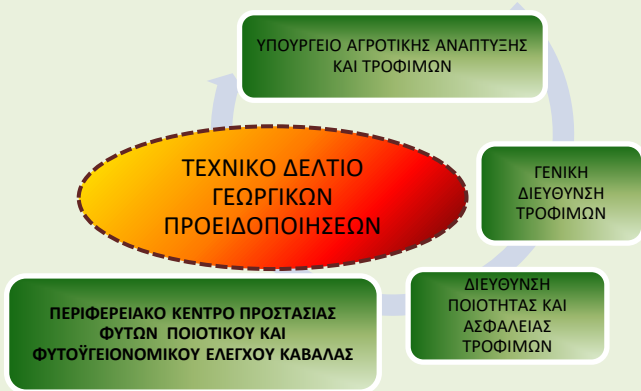 ΥΠΟΥΡΓΕΙΟ ΑΓΡΟΤΙΚΗΣ ΑΝΑΠΤΥΞΗΣ
ΚΑΙ ΤΡΟΦΙΜΩΝ
ΤΕΧΝΙΚΟ ΔΕΛΤΙΟ
ΓΕΩΡΓΙΚΩΝ
ΠΡΟΕΙΔΟΠΟΙΗΣΕΩΝ
ΓΕΝΙΚΗ
ΔΙΕΥΘΥΝΣΗ
ΤΡΟΦΙΜΩΝ
ΔΙΕΥΘΥΝΣΗ
ΠΟΙΟΤΗΤΑΣ ΚΑΙ
ΑΣΦΑΛΕΙΑΣ
ΤΡΟΦΙΜΩΝ
ΠΕΡΙΦΕΡΕΙΑΚΟ ΚΕΝΤΡΟ ΠΡΟΣΤΑΣΙΑΣ
ΦΥΤΩΝ ΠΟΙΟΤΙΚΟΥ ΚΑΙ
ΦΥΤΟΫΓΕΙΟΝΟΜΙΚΟΥ ΕΛΕΓΧΟΥ ΚΑΒΑΛΑΣ